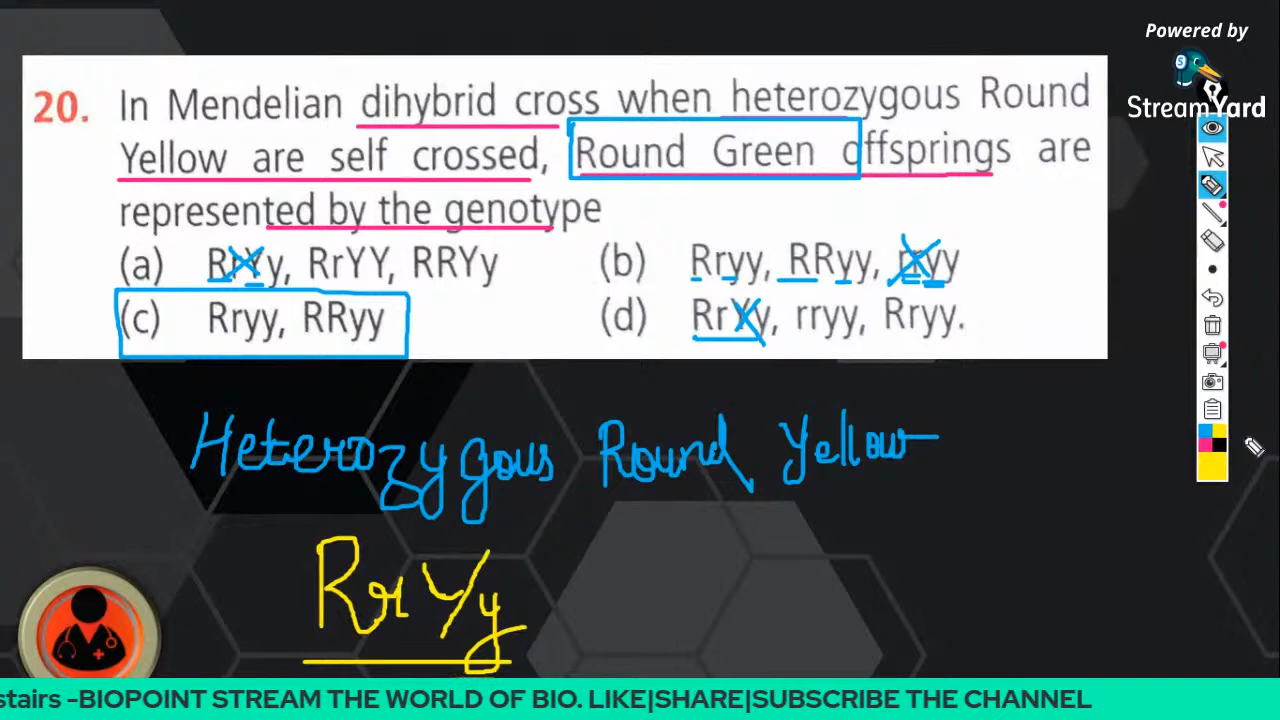 Powered by
StreamYard
20. In Mendelian dihybrid cross when heterozygous Round
Yellow are self crossed, Round Green offsprings are
represented by the genotype
(a) RrYy, RrYY, RRYy (b) Rryy, RRyy, rryy
(c) Rryy, RRyy (d) RrYy, rryy, Rryy.
Heterozygous Round Yellow
RrYy
stairs -BIOPOINT STREAM THE WORLD OF BIO. LIKE|SHARE|SUBSCRIBE THE CHANNEL